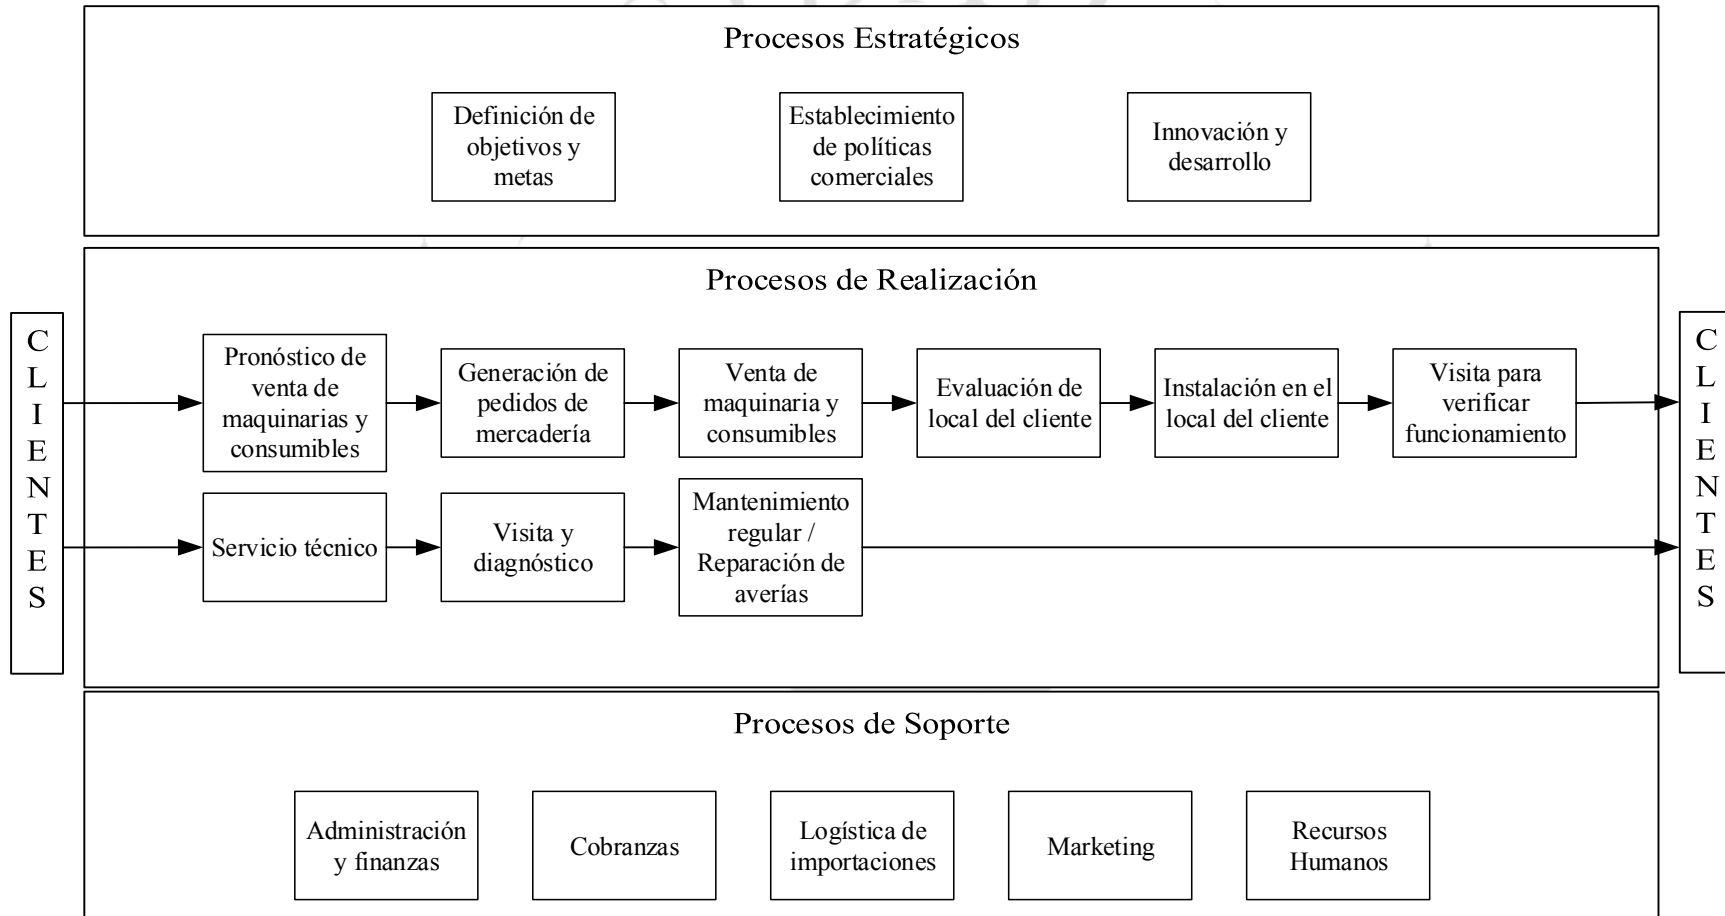 Procesos Estratégicos
Definición de
objetivos y
metas
Establecimiento
de políticas
comerciales
Innovación y
desarrollo
Procesos de Realización
C
L
I
E
N
T
E
S
Pronóstico de
venta de
maquinarias y
consumibles
Generación de
pedidos de
mercadería
Venta de
maquinaria y
consumibles
Evaluación de
local del cliente
Instalación en el
local del cliente
Visita para
verificar
funcionamiento
Servicio técnico
Visita y
diagnóstico
Mantenimiento
regular /
Reparación de
averías
C
L
I
E
N
T
E
S
Procesos de Soporte
Administración
y finanzas
Cobranzas
Logística de
importaciones
Marketing
Recursos
Humanos